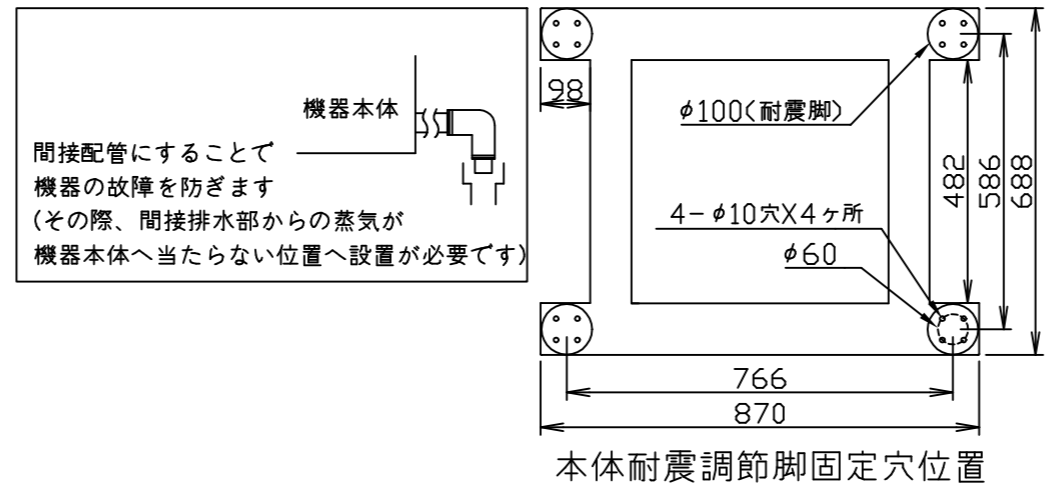 機器本体
間接配管にすることで
機器の故障を防ぎます
(その際、間接排水部からの蒸気が
機器本体へ当たらない位置へ設置が必要です)
98
φ100(耐震脚)
4-φ10穴X4ヶ所
φ60
482
586
688
766
870
本体耐震調節脚固定穴位置